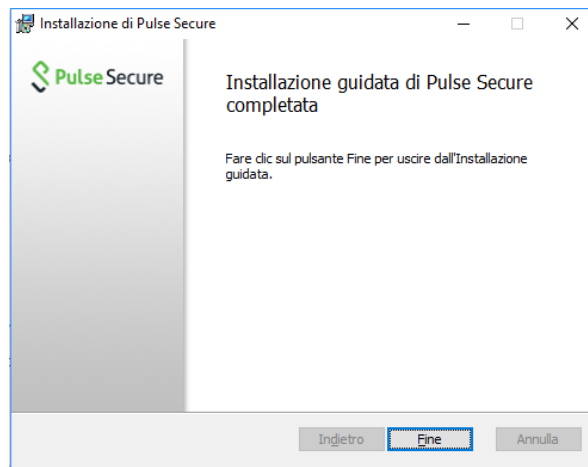 Installazione di Pulse Secure
Pulse Secure
Installazione guidata di Pulse Secure
completata
Fare clic sul pulsante Fine per uscire dall'Installazione
guidata.
Indietro
Fine
Annulla